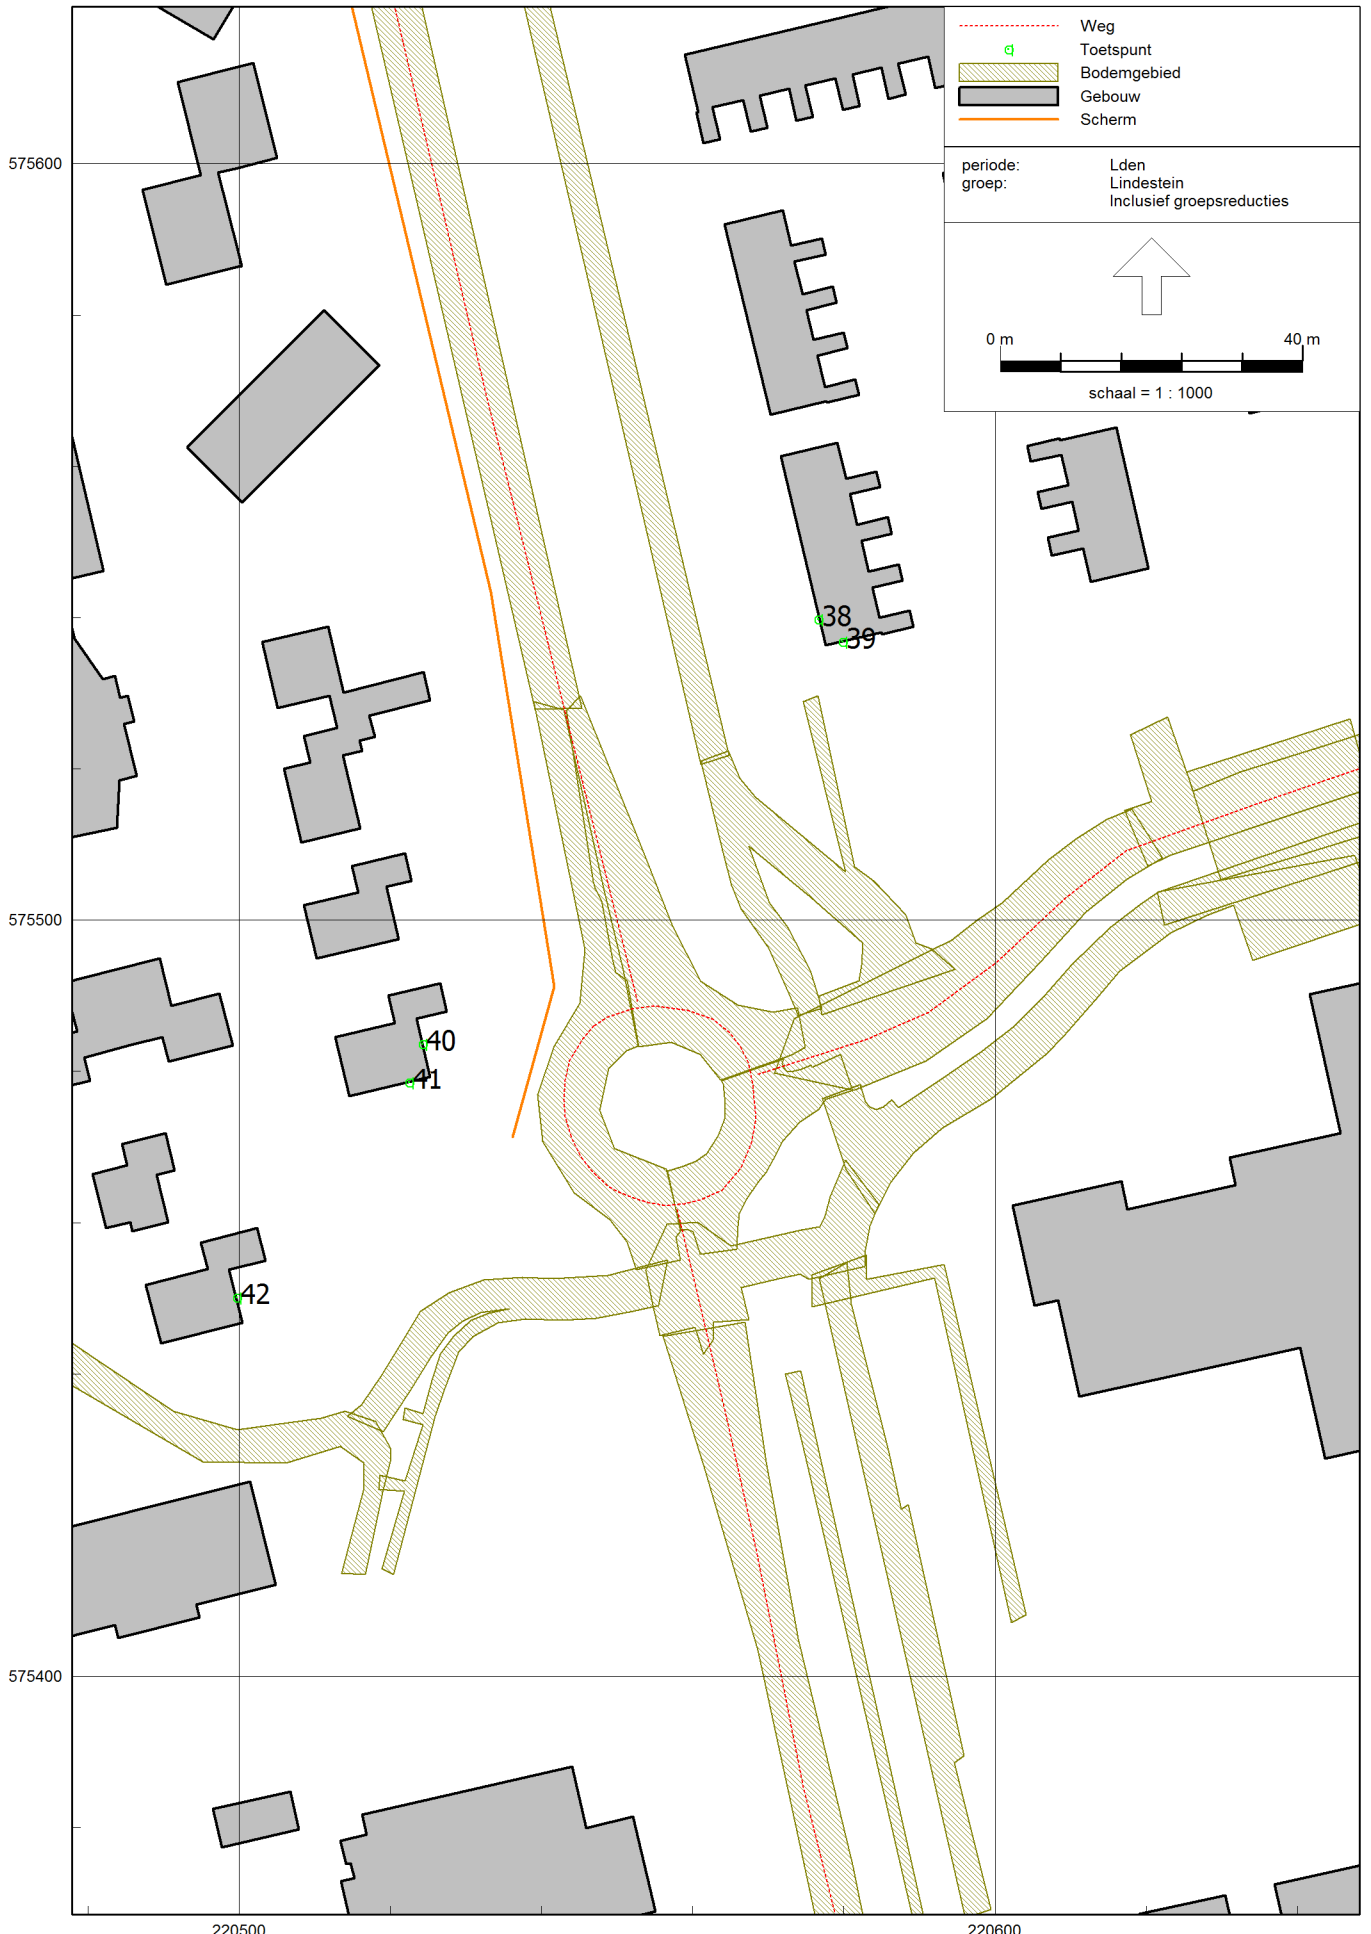 Weg
Toetspunt
Bodemgebied
Gebouw
Scherm
periode: Lden
groep: Lindestein
Inclusief groepsreducties
0 m 40 m
schaal = 1 : 1000
575600
38
39
575500
40
41
42
575400
220500 220600